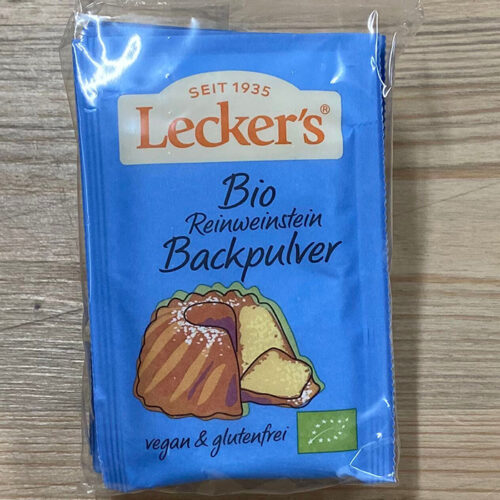 SEIT 1935
Lecker's®
Bio
Reinweinstein
Backpulver
vegan & glutenfrei